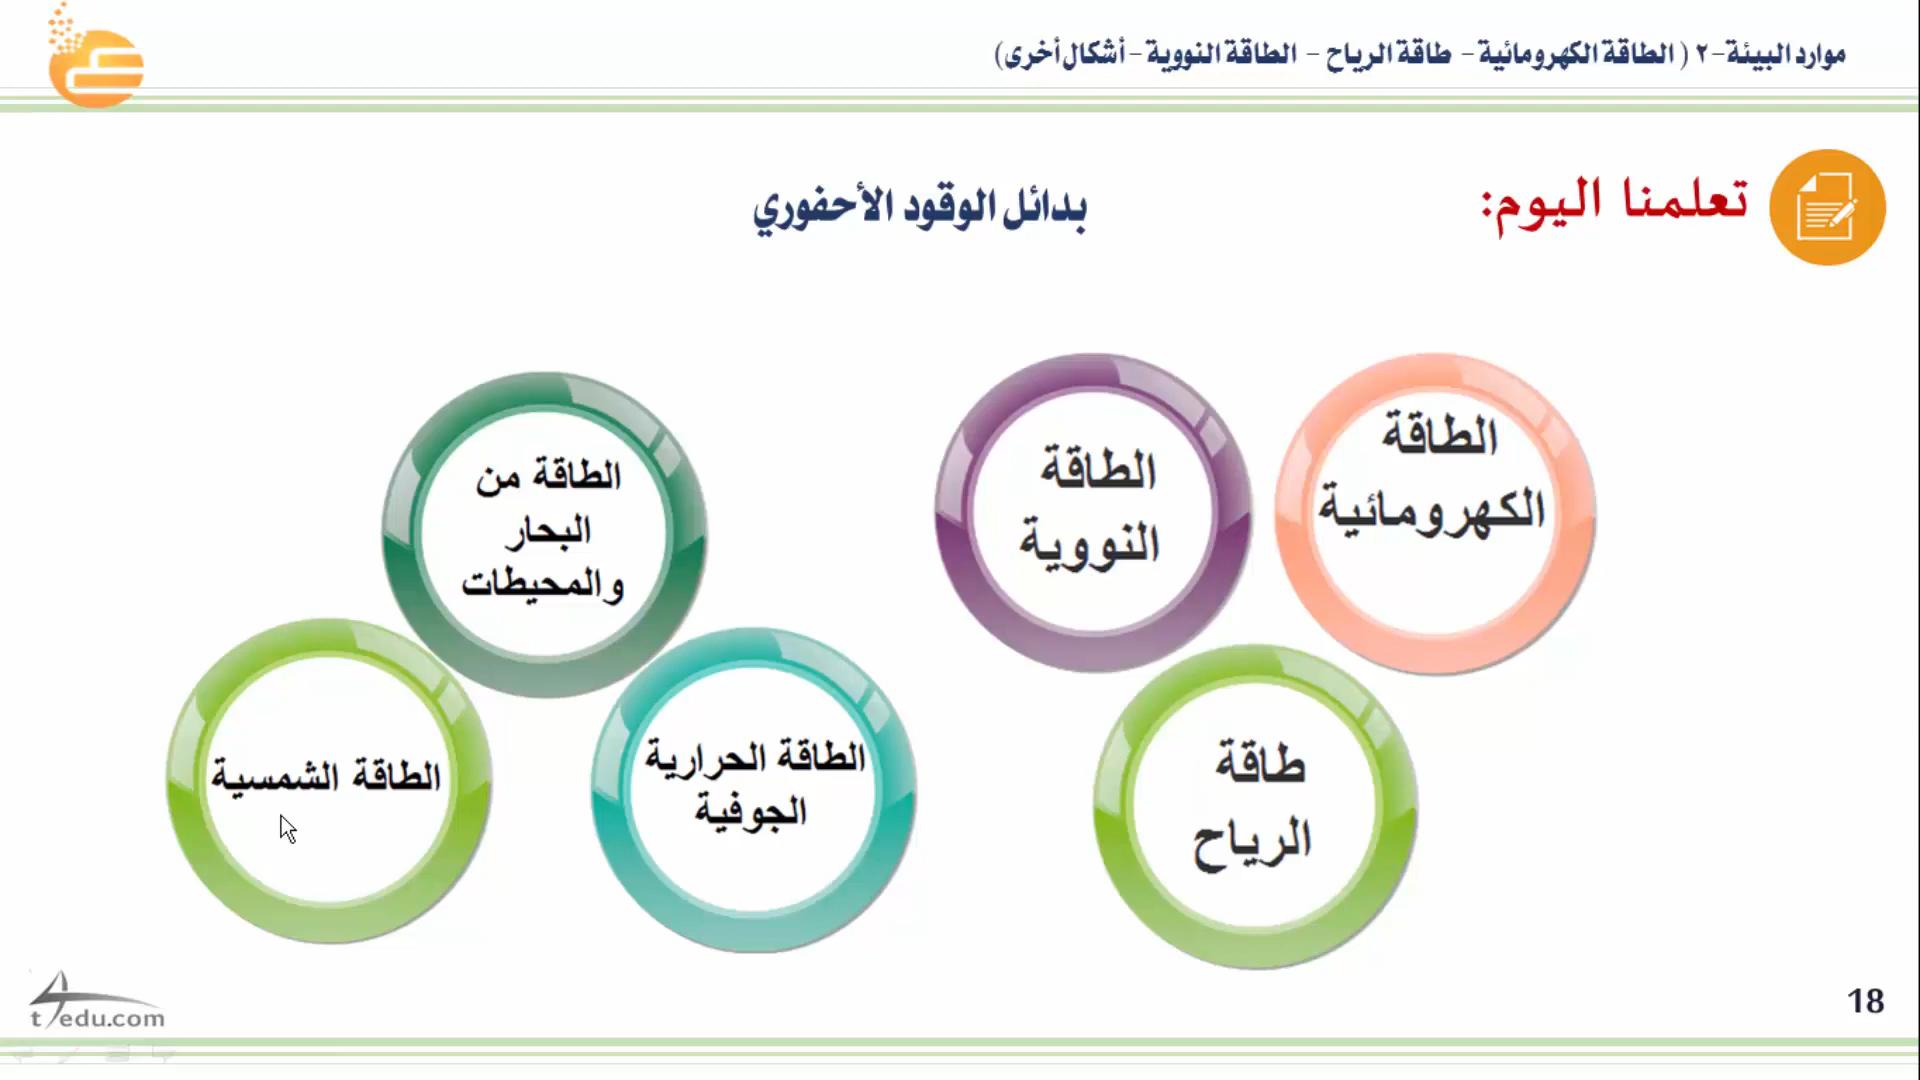 موارد البيئة-٢ ( الطاقة الكهرومائية - طاقة الرياح - الطاقة النووية - أشكال أخرى)
تعلمنا اليوم:
بدائل الوقود الأحفوري
الطاقة
الكهرومائية
الطاقة
النووية
طاقة
الرياح
الطاقة من
البحار
والمحيطات
الطاقة الحرارية
الجوفية
الطاقة الشمسية
t4edu.com
18